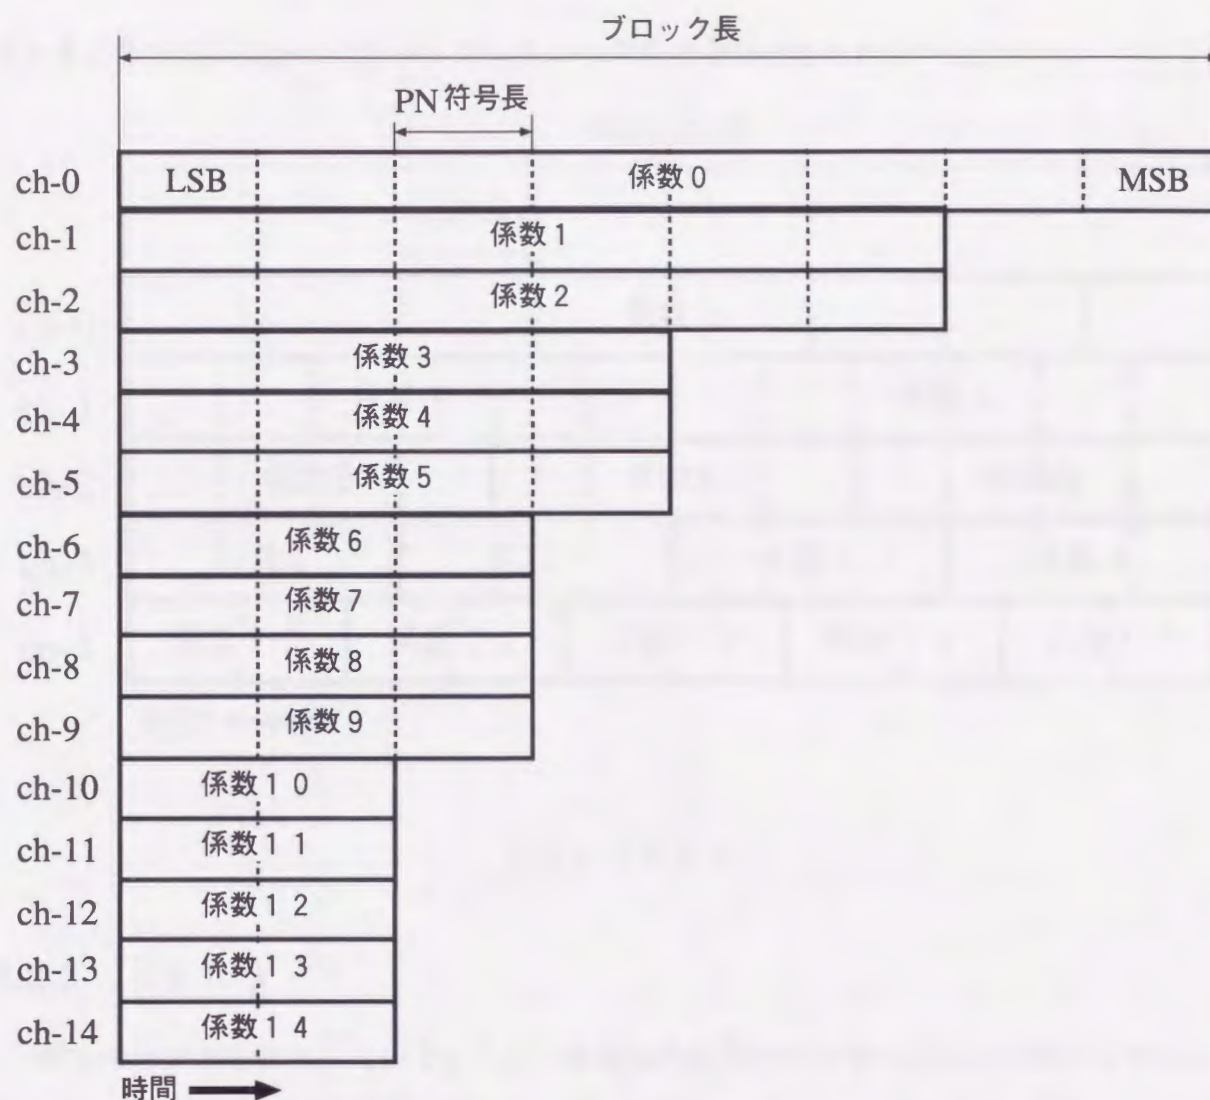 ブロック長
PN符号長
ch-0 LSB 係数0 MSB
ch-1 係数1
ch-2 係数2
ch-3 係数3
ch-4 係数4
ch-5 係数5
ch-6 係数6
ch-7 係数7
ch-8 係数8
ch-9 係数9
ch-10 係数10
ch-11 係数11
ch-12 係数12
ch-13 係数13
ch-14 係数14
時間